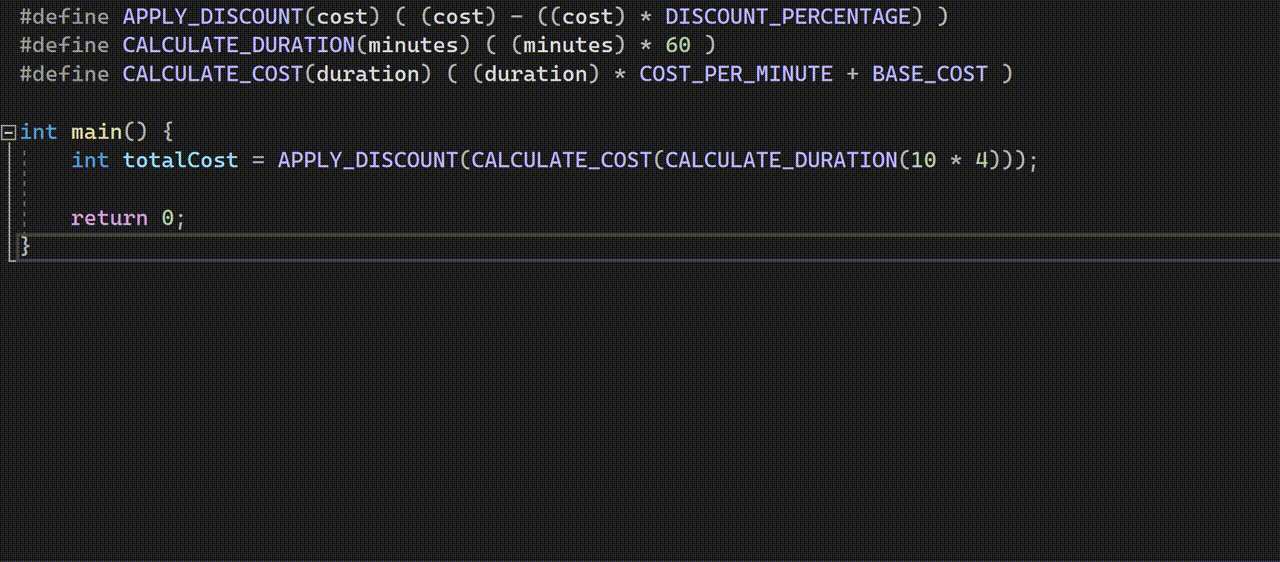 #define APPLY_DISCOUNT(cost) ( (cost) - ((cost) * DISCOUNT_PERCENTAGE) )
#define CALCULATE_DURATION(minutes) ( (minutes) * 60 )
#define CALCULATE_COST(duration) ( (duration) * COST_PER_MINUTE + BASE_COST )
int main() {
    int totalCost = APPLY_DISCOUNT(CALCULATE_COST(CALCULATE_DURATION(10 * 4)));
    return 0;
}